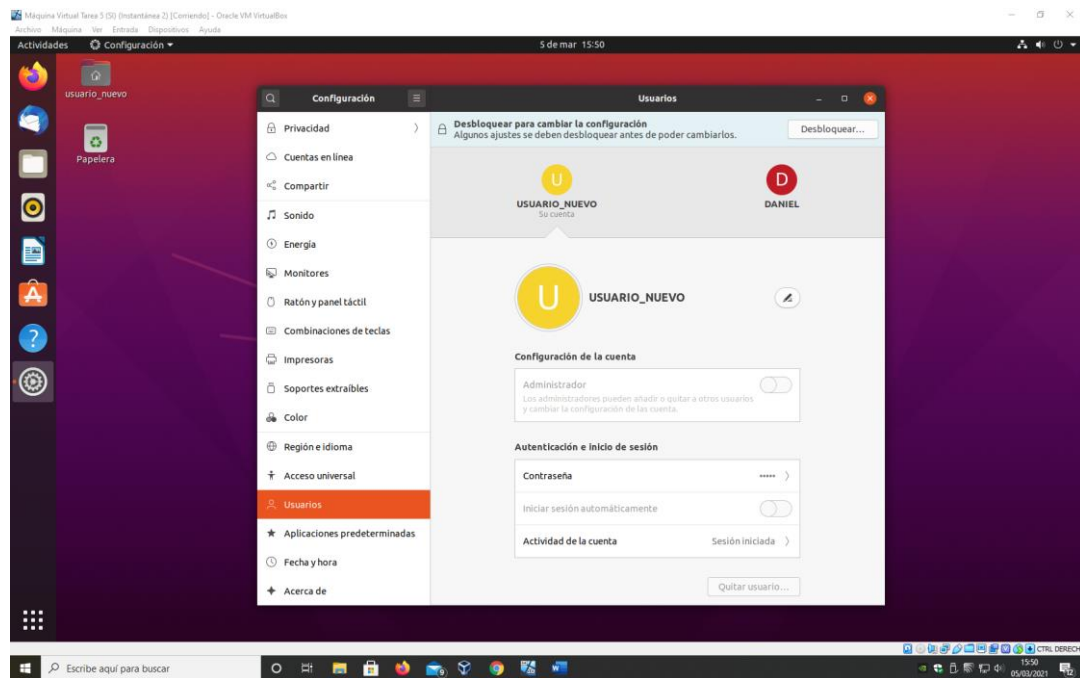 Máquina Virtual Tarea 5 (SI) (Instantánea 2) [Corriendo] - Oracle VM VirtualBox
Archivo Máquina Ver Entrada Dispositivos Ayuda
Actividades Configuración 5 de mar 15:50
usuario_nuevo
Papelera
Configuración
Usuarios
Privacidad
Cuentas en línea
Compartir
Sonido
Energía
Monitores
Ratón y panel táctil
Combinaciones de teclas
Impresoras
Soportes extraíbles
Color
Región e idioma
Acceso universal
Usuarios
Aplicaciones predeterminadas
Fecha y hora
Acerca de
Desbloquear para cambiar la configuración
Algunos ajustes se deben desbloquear antes de poder cambiarlos.
Desbloquear...
U
USUARIO_NUEVO
Su cuenta
D
DANIEL
U
USUARIO_NUEVO
Configuración de la cuenta
Administrador
Los administradores pueden añadir o quitar a otros usuarios
y cambiar la configuración de las cuenta.
Autenticación e inicio de sesión
Contraseña •••••
Iniciar sesión automáticamente
Actividad de la cuenta Sesión iniciada
Quitar usuario...
CTRL DERECH
Escribe aquí para buscar
15:50
05/03/2021